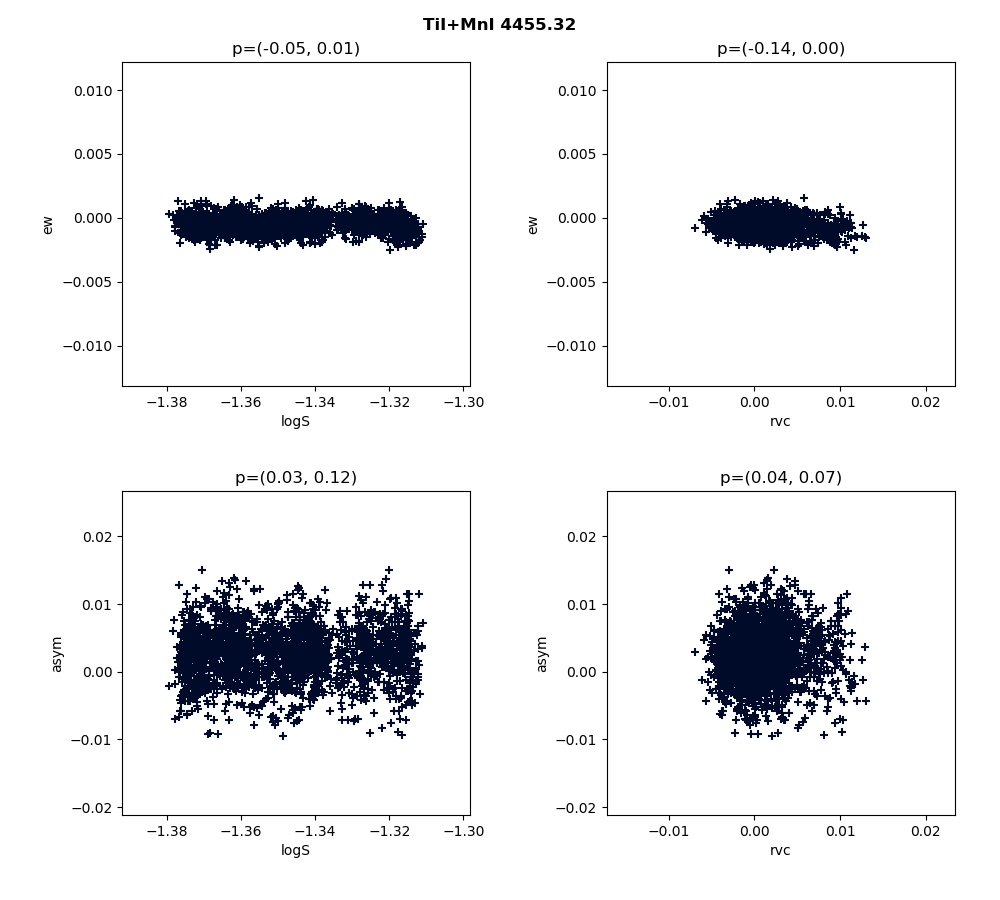 TiI+MnI 4455.32
p=(-0.05, 0.01)
p=(-0.14, 0.00)
0.010
0.005
0.000
−0.005
−0.010
ew
−1.38 −1.36 −1.34 −1.32 −1.30
logS
0.010
0.005
0.000
−0.005
−0.010
ew
−0.01 0.00 0.01 0.02
rvc
p=(0.03, 0.12)
p=(0.04, 0.07)
0.02
0.01
0.00
−0.01
−0.02
asym
−1.38 −1.36 −1.34 −1.32 −1.30
logS
0.02
0.01
0.00
−0.01
−0.02
asym
−0.01 0.00 0.01 0.02
rvc